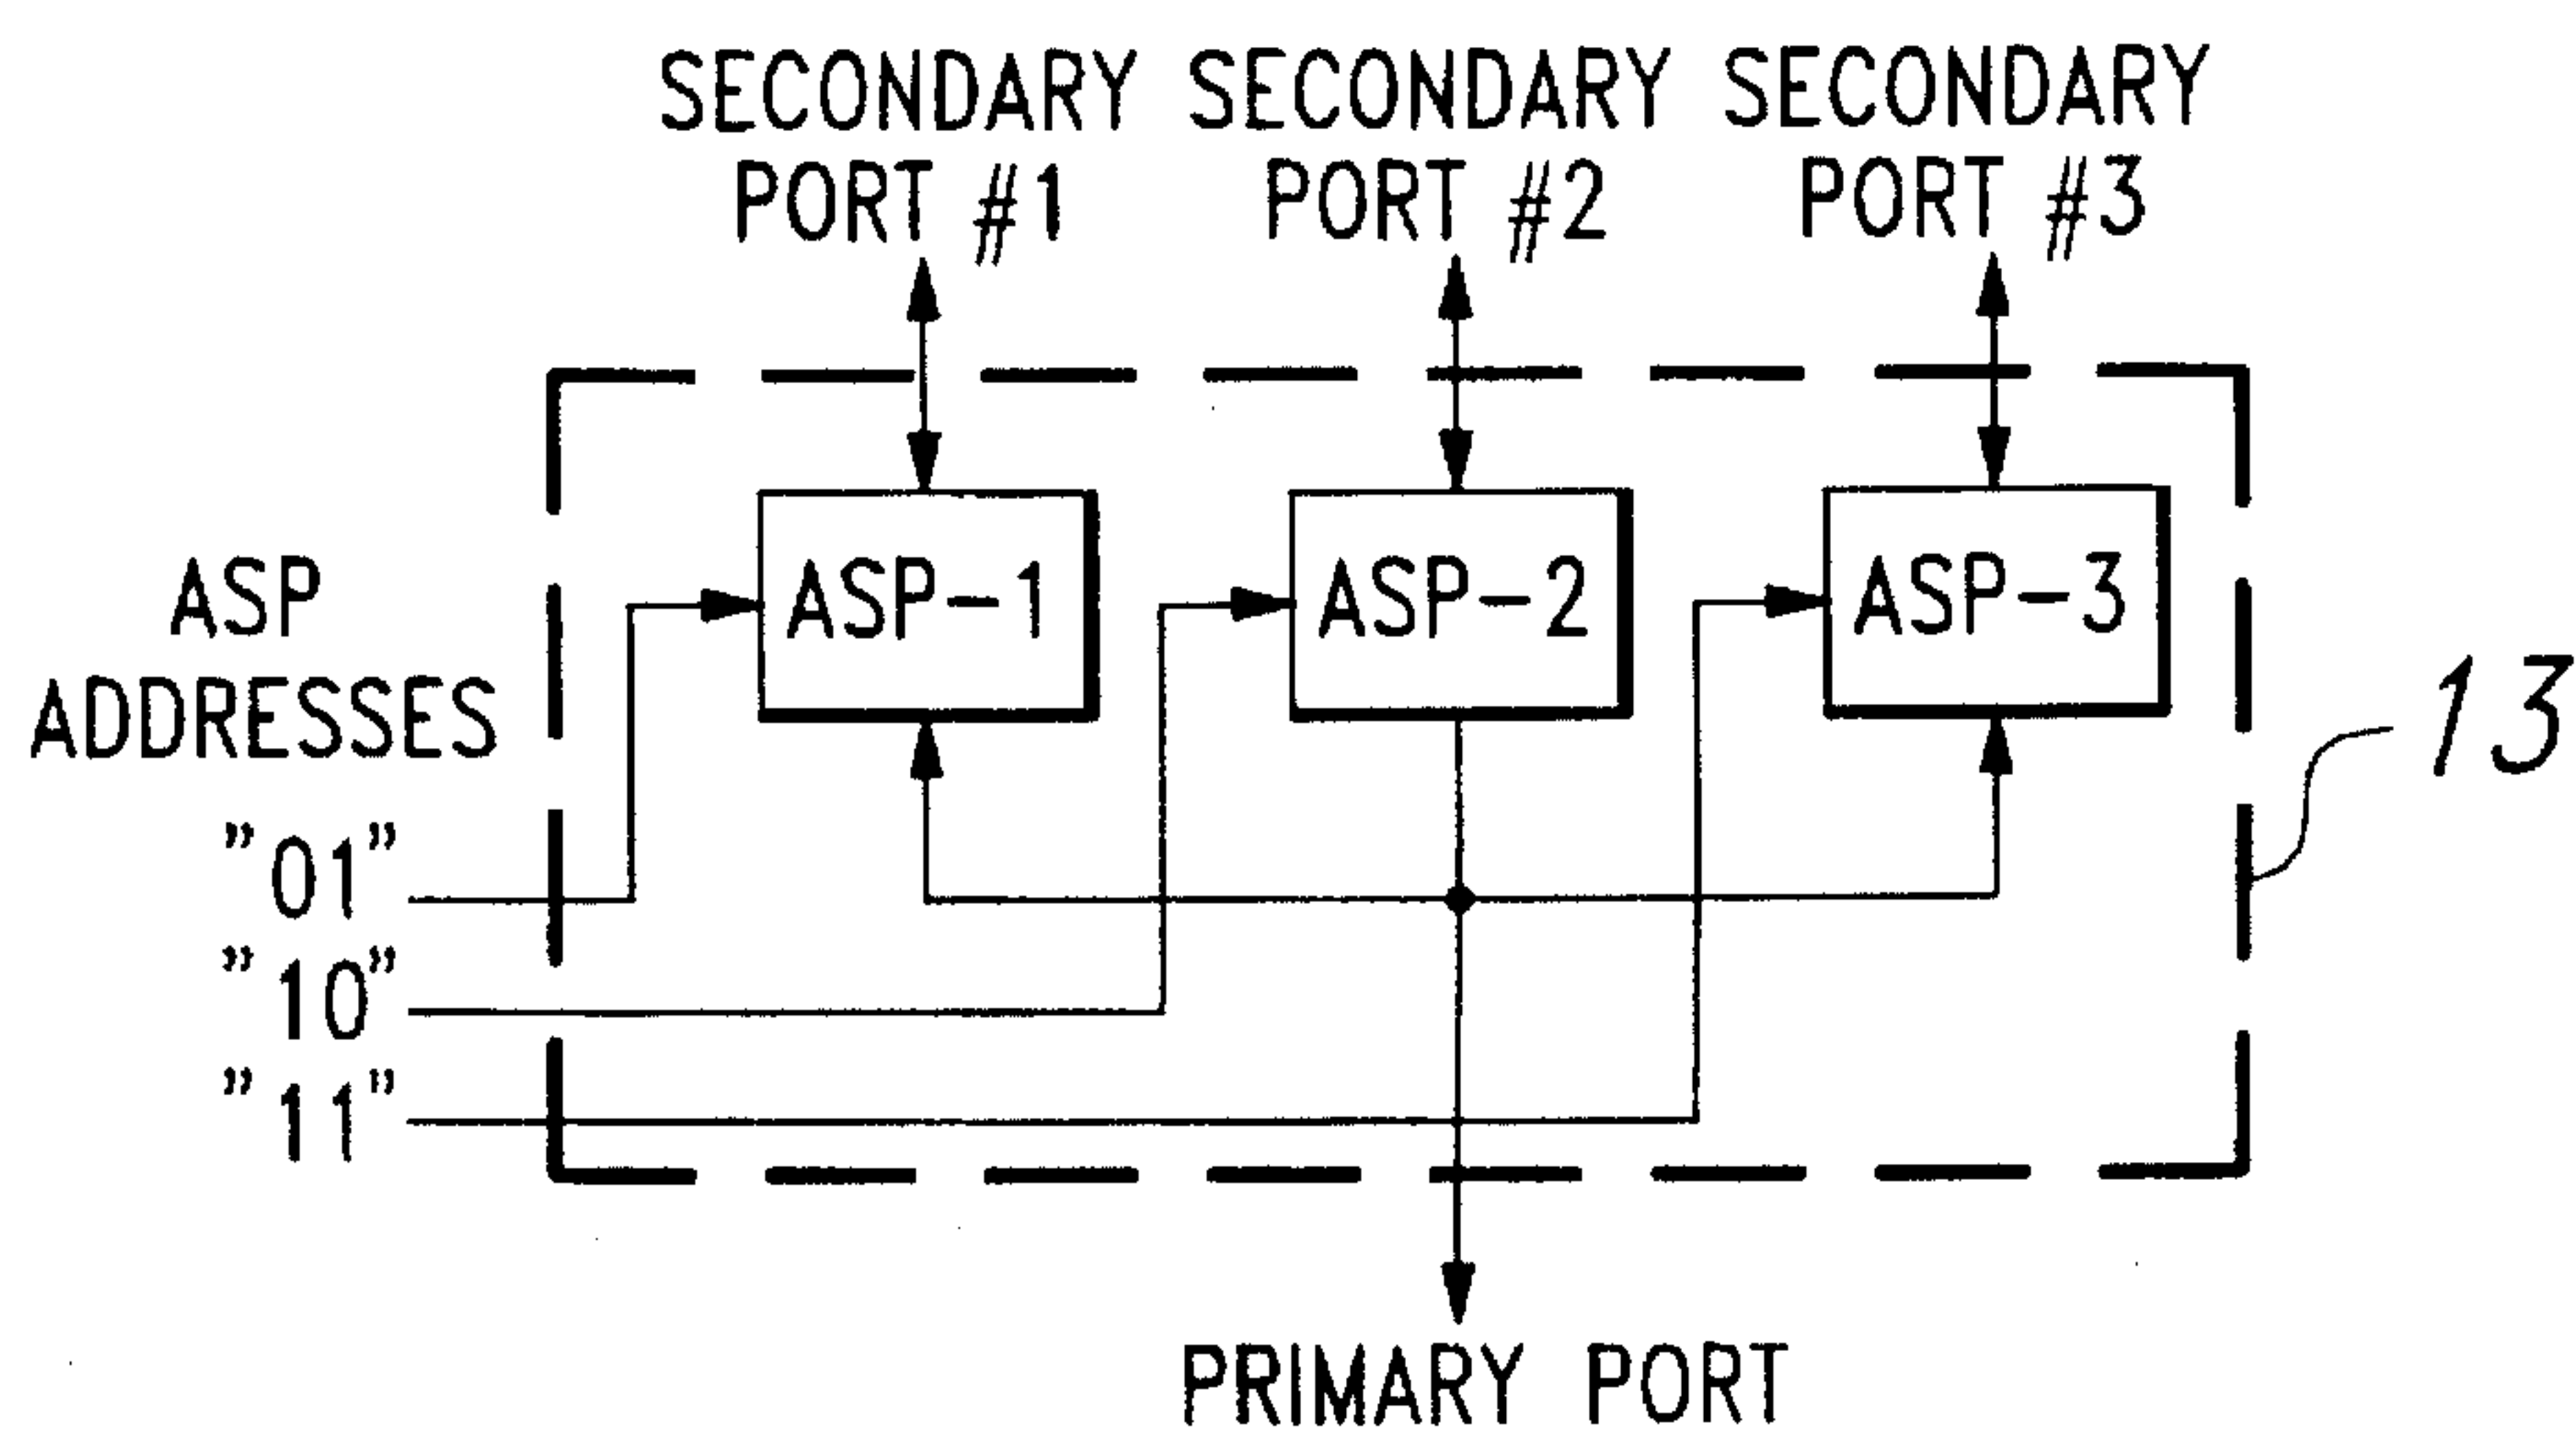 SECONDARY PORT #1
SECONDARY PORT #2
SECONDARY PORT #3
ASP-1
ASP-2
ASP-3
ASP
ADDRESSES
”01”
”10”
”11”
13
PRIMARY PORT